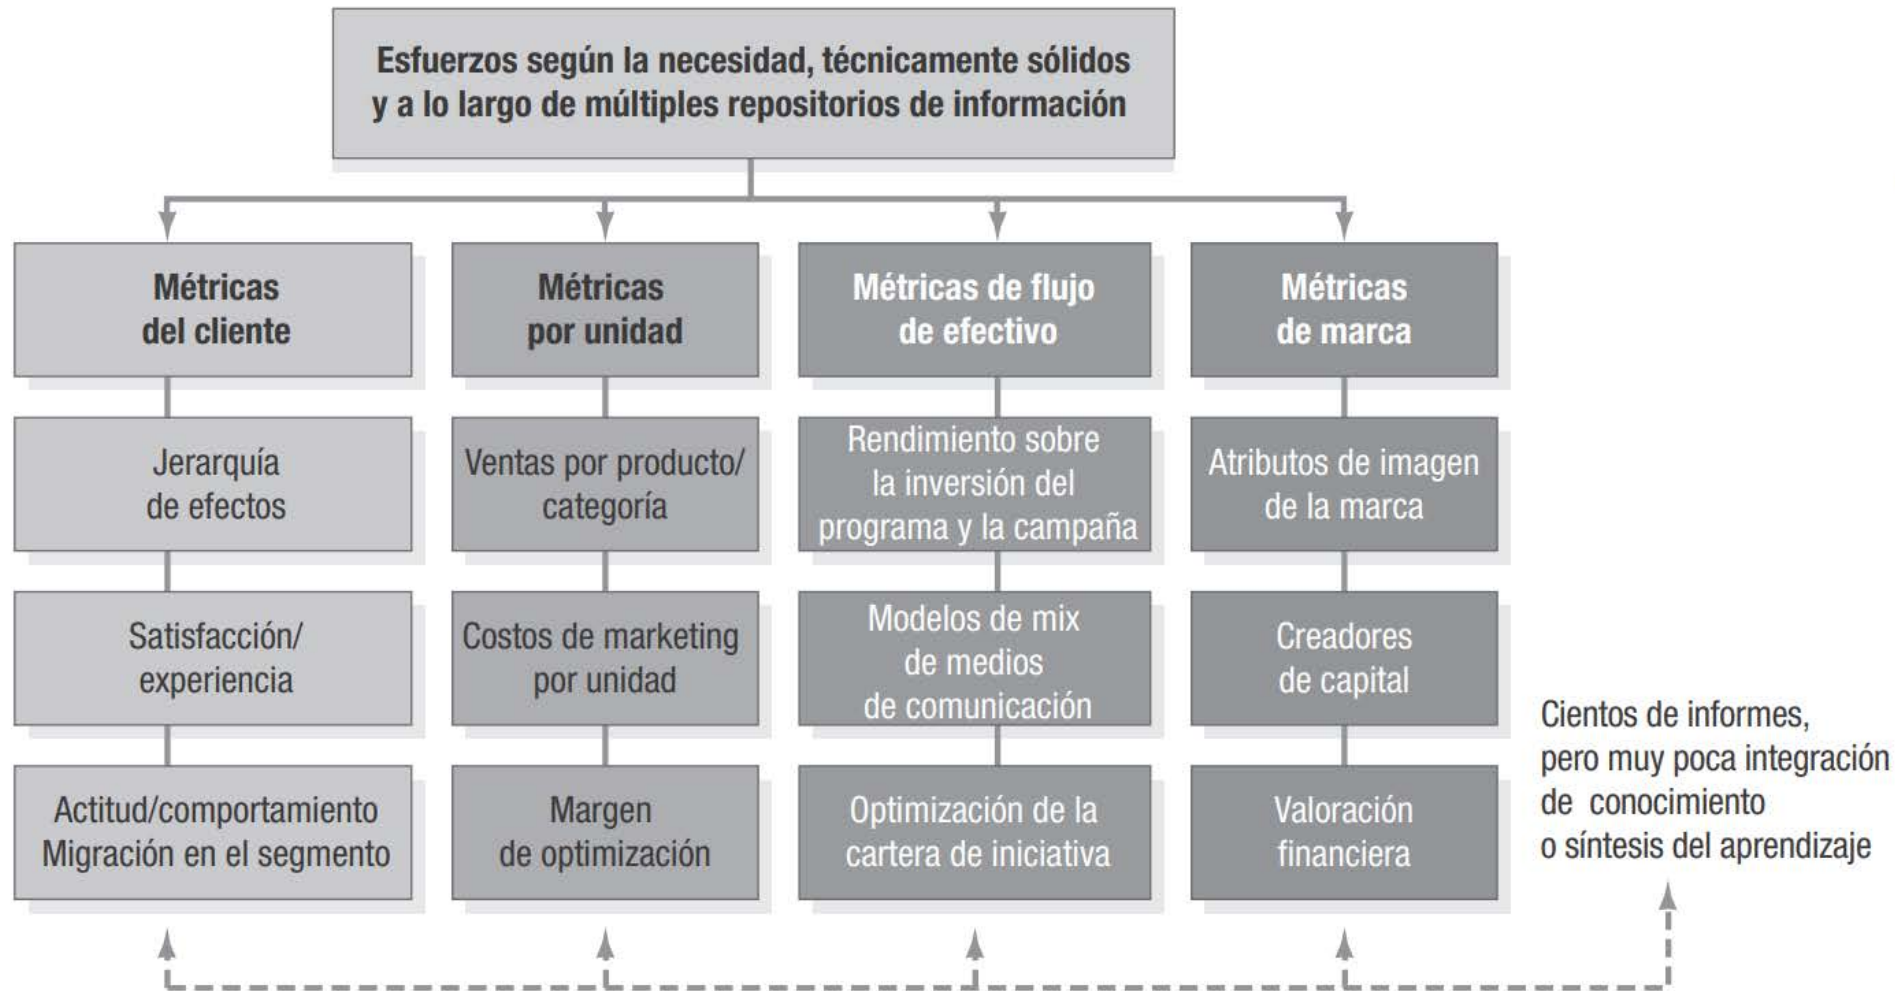 Esfuerzos según la necesidad, técnicamente sólidos
y a lo largo de múltiples repositorios de información
Métricas
del cliente
Jerarquía
de efectos
Satisfacción/
experiencia
Actitud/comportamiento
Migración en el segmento
Métricas
por unidad
Ventas por producto/
categoría
Costos de marketing
por unidad
Margen
de optimización
Métricas de flujo
de efectivo
Rendimiento sobre
la inversión del
programa y la campaña
Modelos de mix
de medios
de comunicación
Optimización de la
cartera de iniciativa
Métricas
de marca
Atributos de imagen
de la marca
Creadores
de capital
Valoración
financiera
Cientos de informes,
pero muy poca integración
de conocimiento
o síntesis del aprendizaje